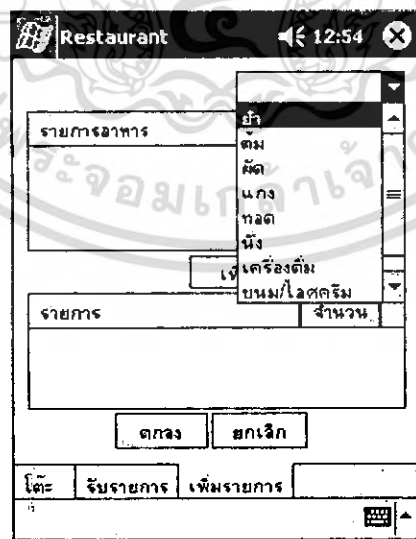 Restaurant 12:54
รายการอาหาร
ยำ
ต้ม
ผัด
แกง
ทอด
นึ่ง
เครื่องดื่ม
ขนม/ไอศครีม
รายการ จำนวน
ตกลง ยกเลิก
โต๊ะ รับรายการ เพิ่มรายการ